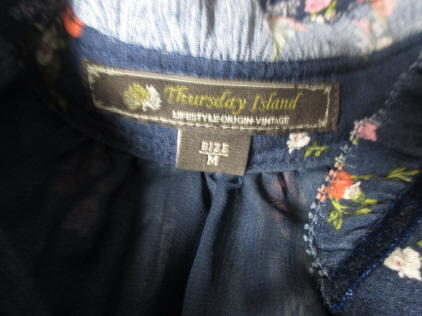 Thursday Island
LIFESTYLE·ORIGIN·VINTAGE
SIZE
M